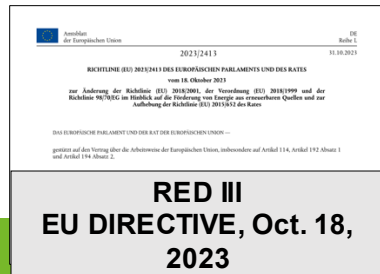 Amtsblatt
der Europäischen Union
DE
Reihe L
2023/2413
31.10.2023
RICHTLINIE (EU) 2023/2413 DES EUROPÄISCHEN PARLAMENTS UND DES RATES
vom 18. Oktober 2023
zur Änderung der Richtlinie (EU) 2018/2001, der Verordnung (EU) 2018/1999 und der
Richtlinie 98/70/EG im Hinblick auf die Förderung von Energie aus erneuerbaren Quellen und zur
Aufhebung der Richtlinie (EU) 2015/652 des Rates
DAS EUROPÄISCHE PARLAMENT UND DER RAT DER EUROPÄISCHEN UNION —
gestützt auf den Vertrag über die Arbeitsweise der Europäischen Union, insbesondere auf Artikel 114, Artikel 192 Absatz 1
und Artikel 194 Absatz 2,
RED III
EU DIRECTIVE, Oct. 18,
2023